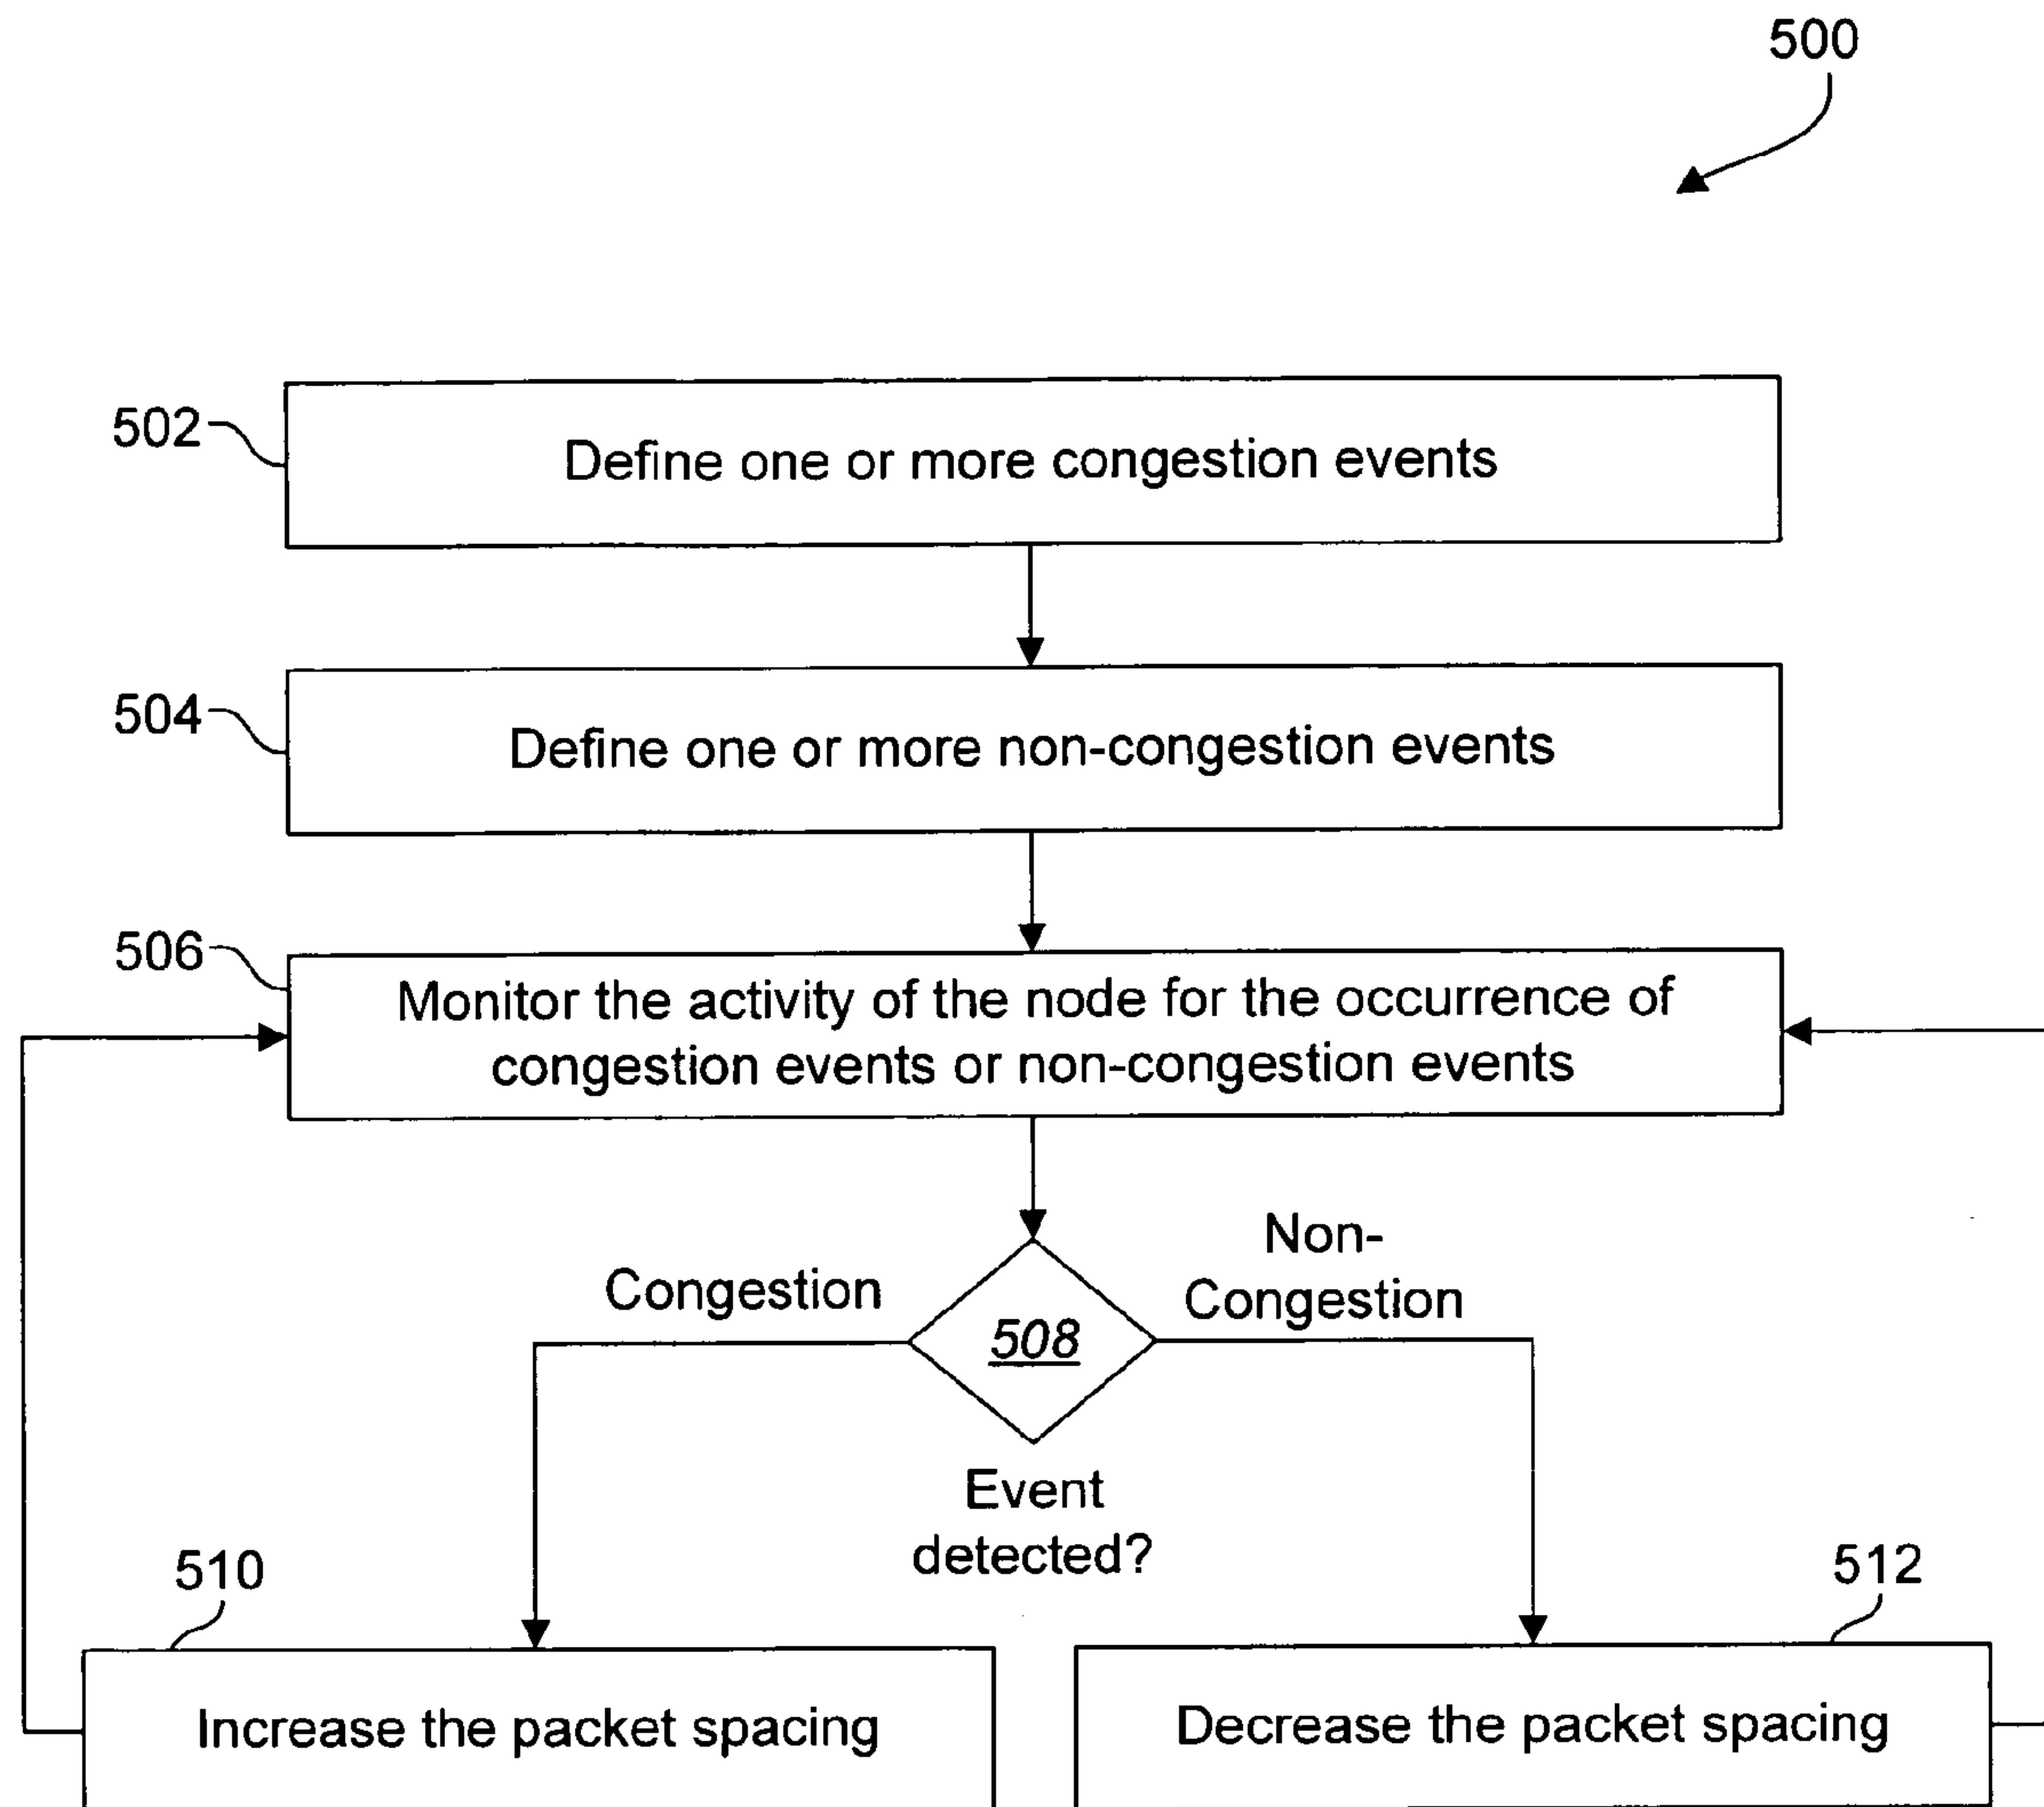 500
502
Define one or more congestion events
504
Define one or more non-congestion events
506
Monitor the activity of the node for the occurrence of
congestion events or non-congestion events
Congestion
Non-
Congestion
508
Event
detected?
510
512
Increase the packet spacing
Decrease the packet spacing